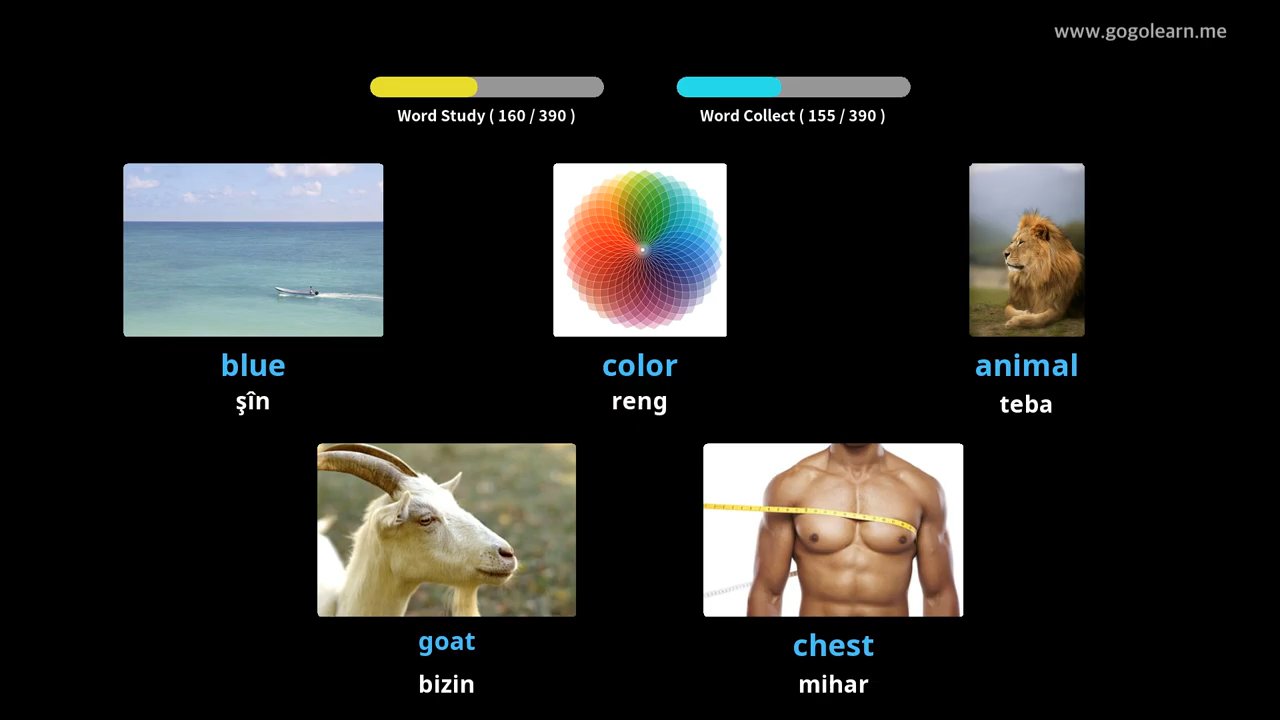 www.gogolearn.me
Word Study ( 160 / 390 )
Word Collect ( 155 / 390 )
blue
şîn
color
reng
animal
teba
goat
bizin
chest
mihar